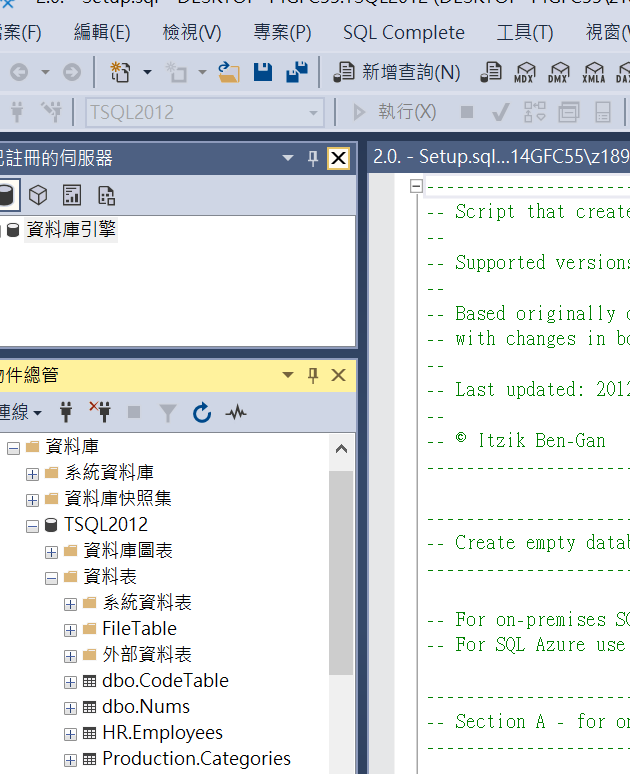 2.0. - Setup.sql - DESKTOP-14GFC55.TSQL2012 (DESKTOP-14GFC55\z18
案(F) 編輯(E) 檢視(V) 專案(P) SQL Complete 工具(T) 視窗(
新增查詢(N) MDX DMX XMLA DAX
TSQL2012 執行(X)
已註冊的伺服器
2.0. - Setup.sql...14GFC55\z189
資料庫引擎
物件總管
連線
資料庫
系統資料庫
資料庫快照集
TSQL2012
資料庫圖表
資料表
系統資料表
FileTable
外部資料表
dbo.CodeTable
dbo.Nums
HR.Employees
Production.Categories
---------------------
-- Script that create
--
-- Supported versions
--
-- Based originally
-- with changes in bo
--
-- Last updated: 2012
--
-- © Itzik Ben-Gan
---------------------
---------------------
-- Create empty datab
---------------------
-- For on-premises SQ
-- For SQL Azure use
---------------------
-- Section A - for on
---------------------